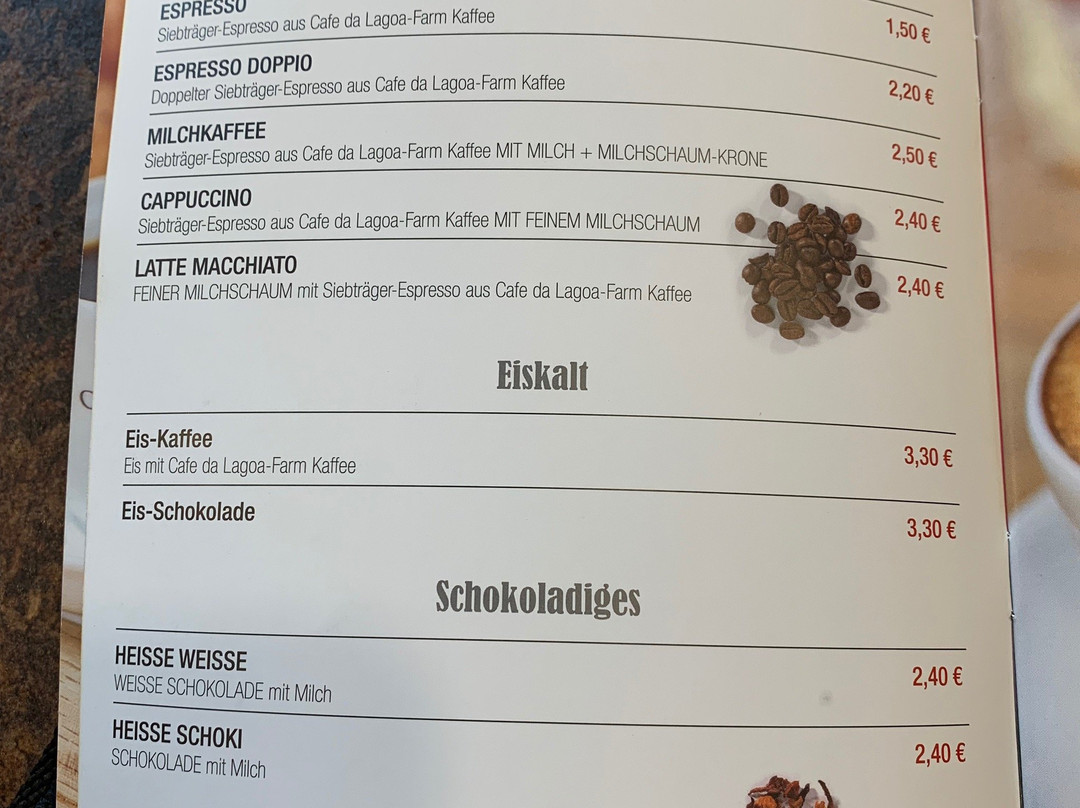 ESPRESSO
Siebträger-Espresso aus Cafe da Lagoa-Farm Kaffee
1,50 €
ESPRESSO DOPPIO
Doppelter Siebträger-Espresso aus Cafe da Lagoa-Farm Kaffee
2,20 €
MILCHKAFFEE
Siebträger-Espresso aus Cafe da Lagoa-Farm Kaffee MIT MILCH + MILCHSCHAUM-KRONE
2,50 €
CAPPUCCINO
Siebträger-Espresso aus Cafe da Lagoa-Farm Kaffee MIT FEINEM MILCHSCHAUM
2,40 €
LATTE MACCHIATO
FEINER MILCHSCHAUM mit Siebträger-Espresso aus Cafe da Lagoa-Farm Kaffee
2,40 €
Eiskalt
Eis-Kaffee
Eis mit Cafe da Lagoa-Farm Kaffee
3,30 €
Eis-Schokolade
3,30 €
Schokoladiges
HEISSE WEISSE
WEISSE SCHOKOLADE mit Milch
2,40 €
HEISSE SCHOKI
SCHOKOLADE mit Milch
2,40 €